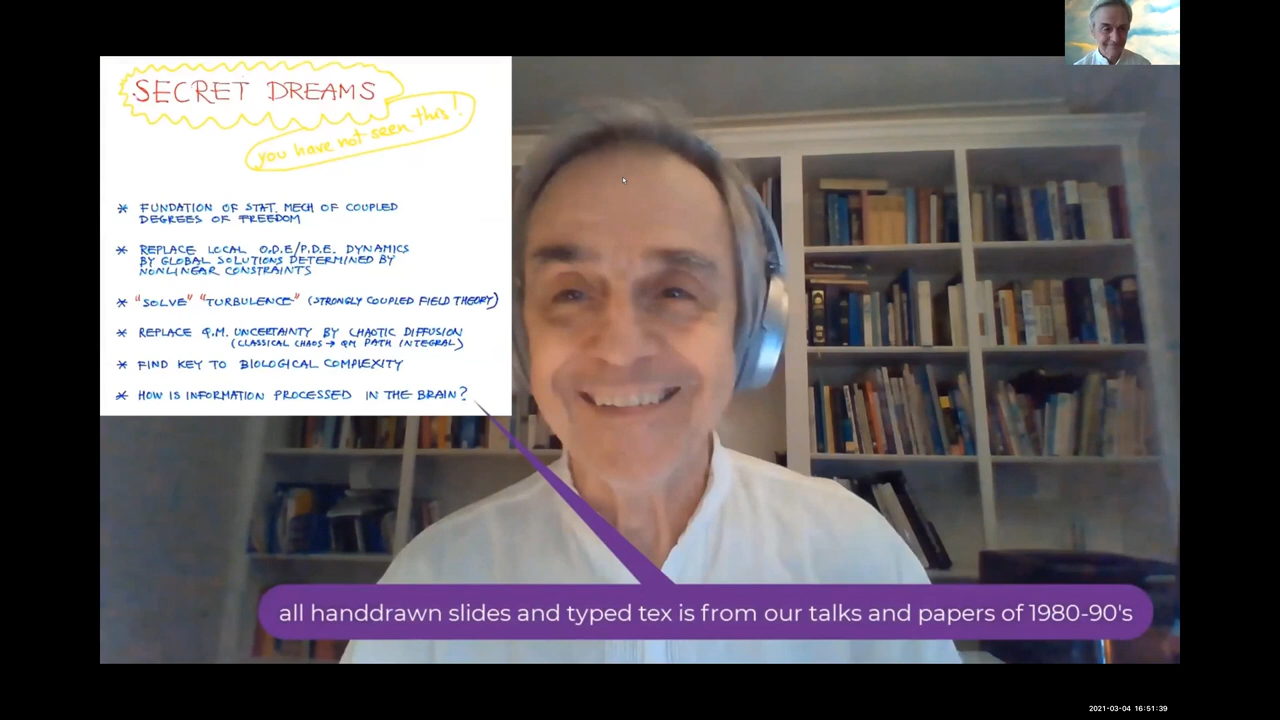 SECRET DREAMS
you have not seen this!
* FUNDATION OF STAT. MECH OF COUPLED
DEGREES OF FREEDOM
* REPLACE LOCAL O.D.E/P.D.E. DYNAMICS
BY GLOBAL SOLUTIONS DETERMINED BY
NONLINEAR CONSTRAINTS
* "SOLVE" "TURBULENCE" (STRONGLY COUPLED FIELD THEORY)
* REPLACE Q.M. UNCERTAINTY BY CHAOTIC DIFFUSION
(CLASSICAL CHAOS → QM PATH INTEGRAL)
* FIND KEY TO BIOLOGICAL COMPLEXITY
* HOW IS INFORMATION PROCESSED IN THE BRAIN?
all handdrawn slides and typed tex is from our talks and papers of 1980-90's
2021-03-04 16:51:39